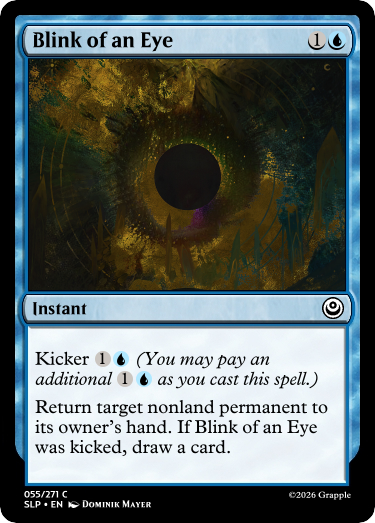 Blink of an Eye 1
Instant
Kicker 1 (You may pay an
additional 1 as you cast this spell.)
Return target nonland permanent to
its owner's hand. If Blink of an Eye
was kicked, draw a card.
055/271 C
©2026 Grapple
SLP • EN Dominik Mayer